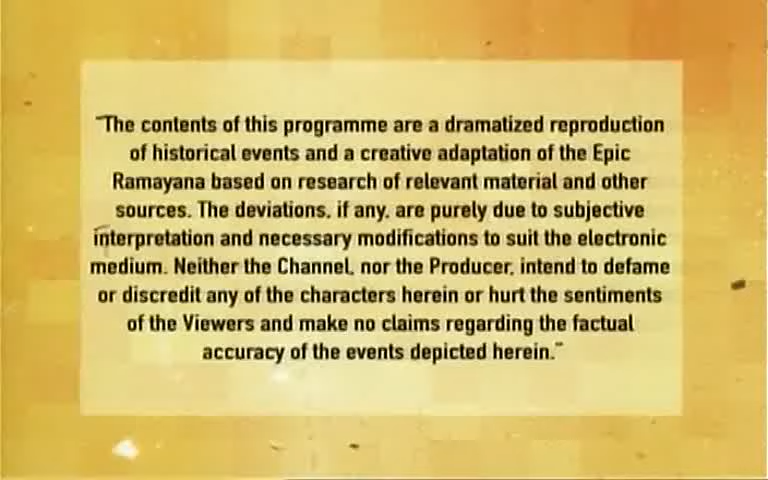 "The contents of this programme are a dramatized reproduction
of historical events and a creative adaptation of the Epic
Ramayana based on research of relevant material and other
sources. The deviations, if any, are purely due to subjective
interpretation and necessary modifications to suit the electronic
medium. Neither the Channel, nor the Producer, intend to defame
or discredit any of the characters herein or hurt the sentiments
of the Viewers and make no claims regarding the factual
accuracy of the events depicted herein."